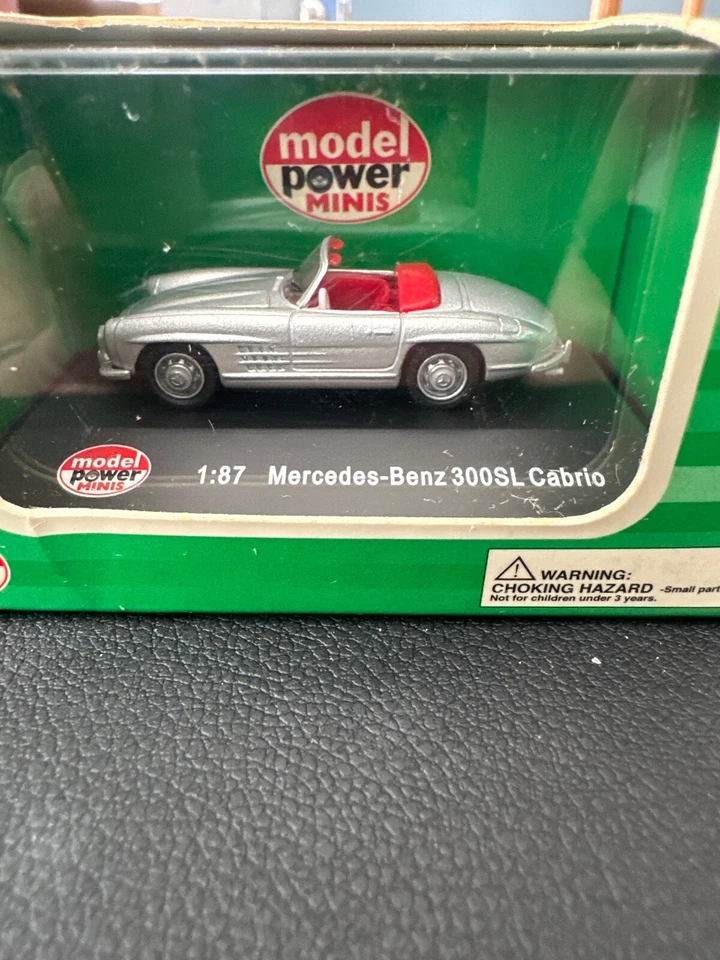 model
power
MINIS
model
power
MINIS
1:87 Mercedes-Benz 300SL Cabrio
WARNING:
CHOKING HAZARD -Small part
Not for children under 3 years.